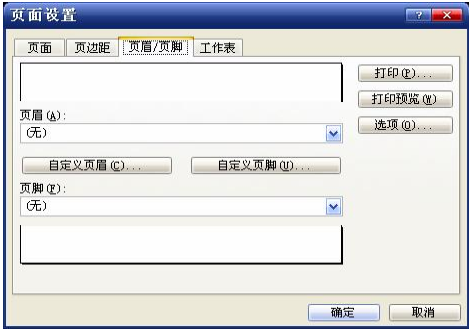 页面设置
页面 页边距 页眉/页脚 工作表
打印(P)...
打印预览(W)
选项(O)...
页眉(A):
(无)
自定义页眉(C)... 自定义页脚(U)...
页脚(F):
(无)
确定 取消